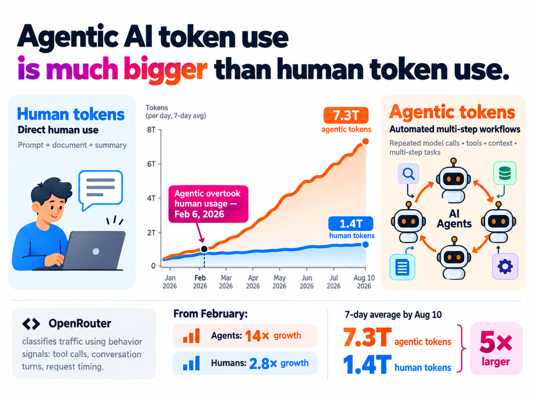 Agentic AI token use
is much bigger than human token use.
Human tokens
Direct human use
Prompt + document + summary
Tokens
(per day, 7-day avg)
8T
6T
4T
2T
0
Jan
2026
Feb
2026
Mar
2026
Apr
2026
May
2026
Jun
2026
Jul
2026
Aug 10
2026
Agentic overtook
human usage —
Feb 6, 2026
7.3T
agentic tokens
1.4T
human tokens
Agentic tokens
Automated multi-step workflows
Repeated model calls • tools • context •
multi-step tasks
AI
Agents
OpenRouter
classifies traffic using behavior
signals: tool calls, conversation
turns, request timing.
From February:
Agents: 14× growth
Humans: 2.8× growth
7-day average by Aug 10
7.3T agentic tokens
1.4T human tokens
5×
larger